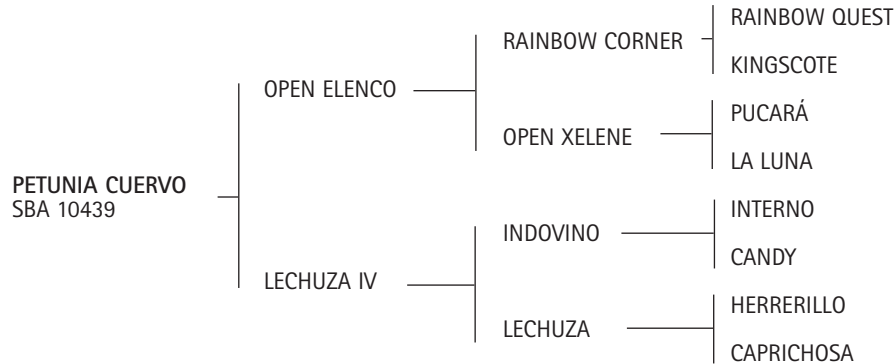 RAINBOW QUEST
RAINBOW CORNER
KINGSCOTE
OPEN ELENCO
PUCARÁ
OPEN XELENE
LA LUNA
PETUNIA CUERVO
SBA 10439
INTERNO
INDOVINO
CANDY
LECHUZA IV
HERRERILLO
LECHUZA
CAPRICHOSA